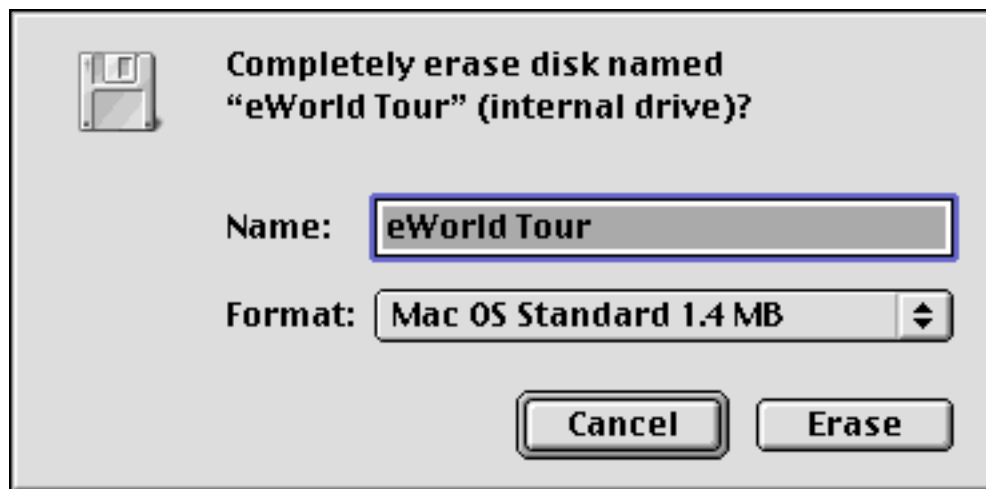 Completely erase disk named
“eWorld Tour” (internal drive)?
Name: eWorld Tour
Format: Mac OS Standard 1.4 MB
Cancel Erase